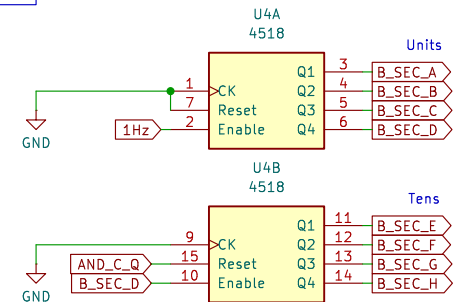 U4A
4518
Units
1 CK Q1 3 B_SEC_A
Q2 4 B_SEC_B
7 Reset Q3 5 B_SEC_C
1Hz 2 Enable Q4 6 B_SEC_D
GND
U4B
4518
Tens
Q1 11 B_SEC_E
9 CK Q2 12 B_SEC_F
AND_C_Q 15 Reset Q3 13 B_SEC_G
B_SEC_D 10 Enable Q4 14 B_SEC_H
GND